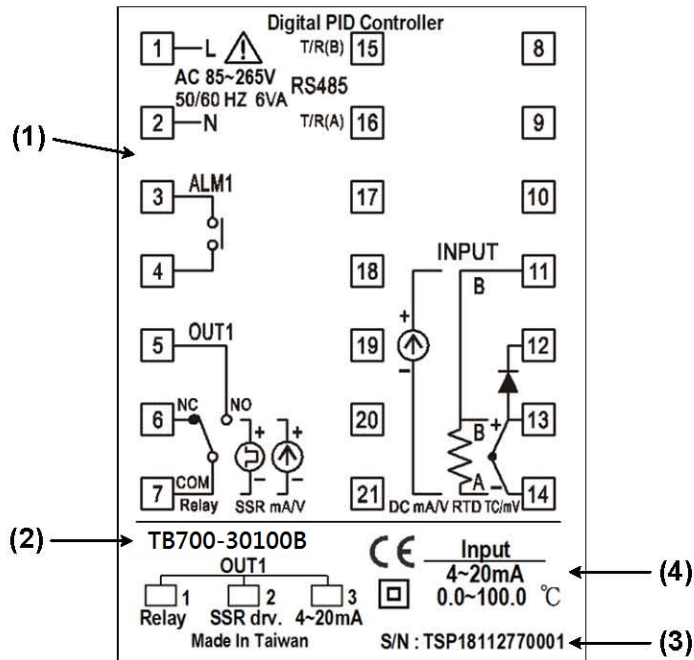 Digital PID Controller
1 L T/R(B) 15 8
AC 85~265V
50/60 HZ 6VA RS485
2 N T/R(A) 16 9
(1)
3 ALM1 17 10
4 18 INPUT 11
B
5 OUT1 19 + 12
−
6 NC NO + + 20 B + 13
7 COM − − 21 A − 14
Relay SSR mA/V DC mA/V RTD TC/mV
(2) TB700-30100B
CE Input
OUT1 4~20mA (4)
1 2 3 0.0~100.0 ℃
Relay SSR drv. 4~20mA
Made In Taiwan S/N : TSP18112770001 (3)